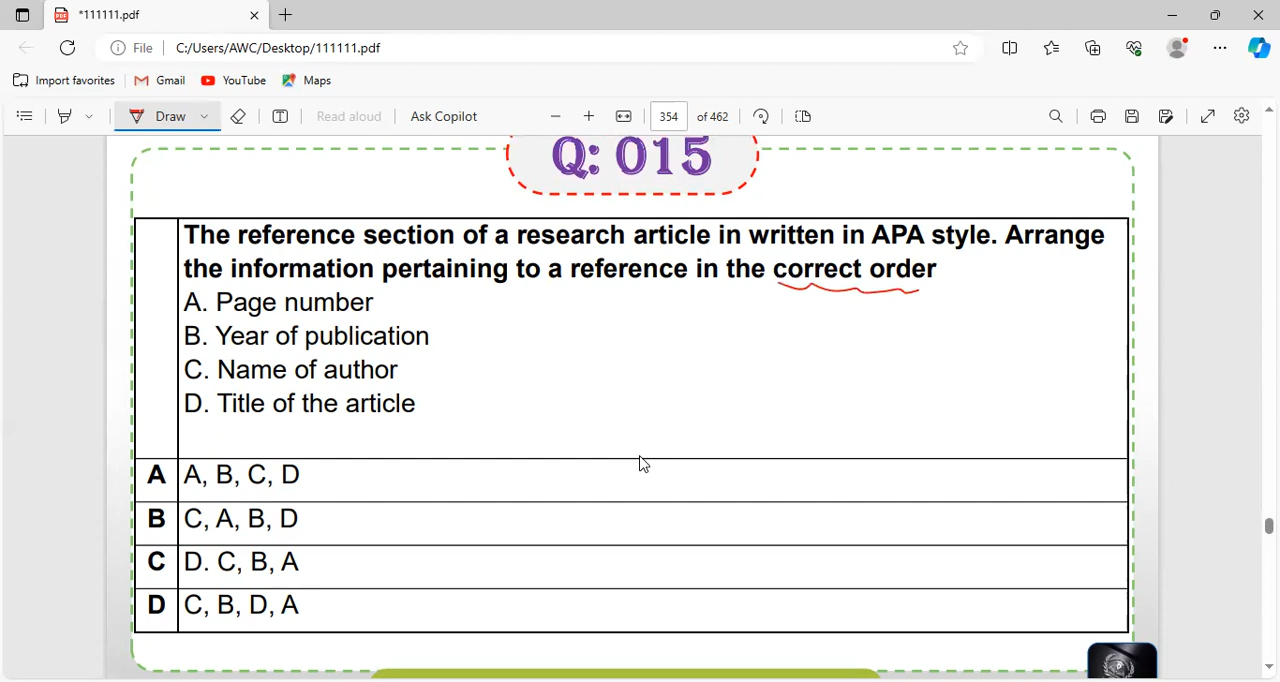 *111111.pdf
File C:/Users/AWC/Desktop/111111.pdf
Import favorites Gmail YouTube Maps
Draw Read aloud Ask Copilot 354 of 462
Q: 015
The reference section of a research article in written in APA style. Arrange
the information pertaining to a reference in the correct order
A. Page number
B. Year of publication
C. Name of author
D. Title of the article
A A, B, C, D
B C, A, B, D
C D. C, B, A
D C, B, D, A